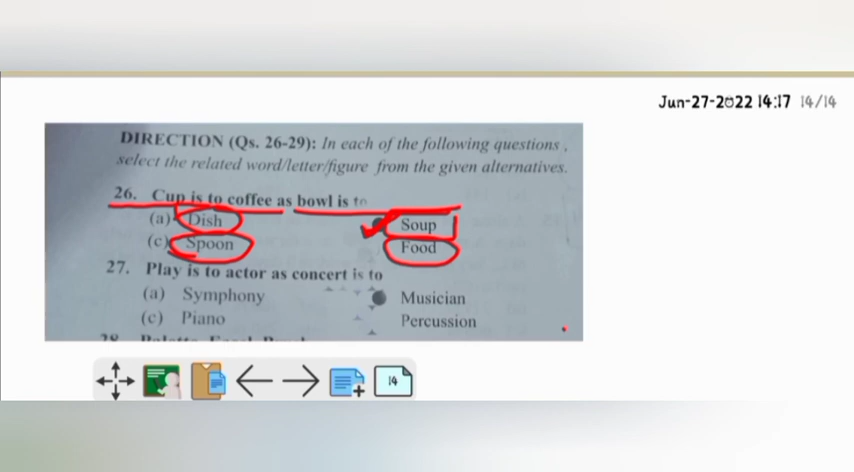 Jun-27-2022 14:17 14/14
DIRECTION (Qs. 26-29): In each of the following questions,
select the related word/letter/figure from the given alternatives.
26. Cup is to coffee as bowl is to
(a) Dish Soup
(c) Spoon Food
27. Play is to actor as concert is to
(a) Symphony Musician
(c) Piano Percussion
14